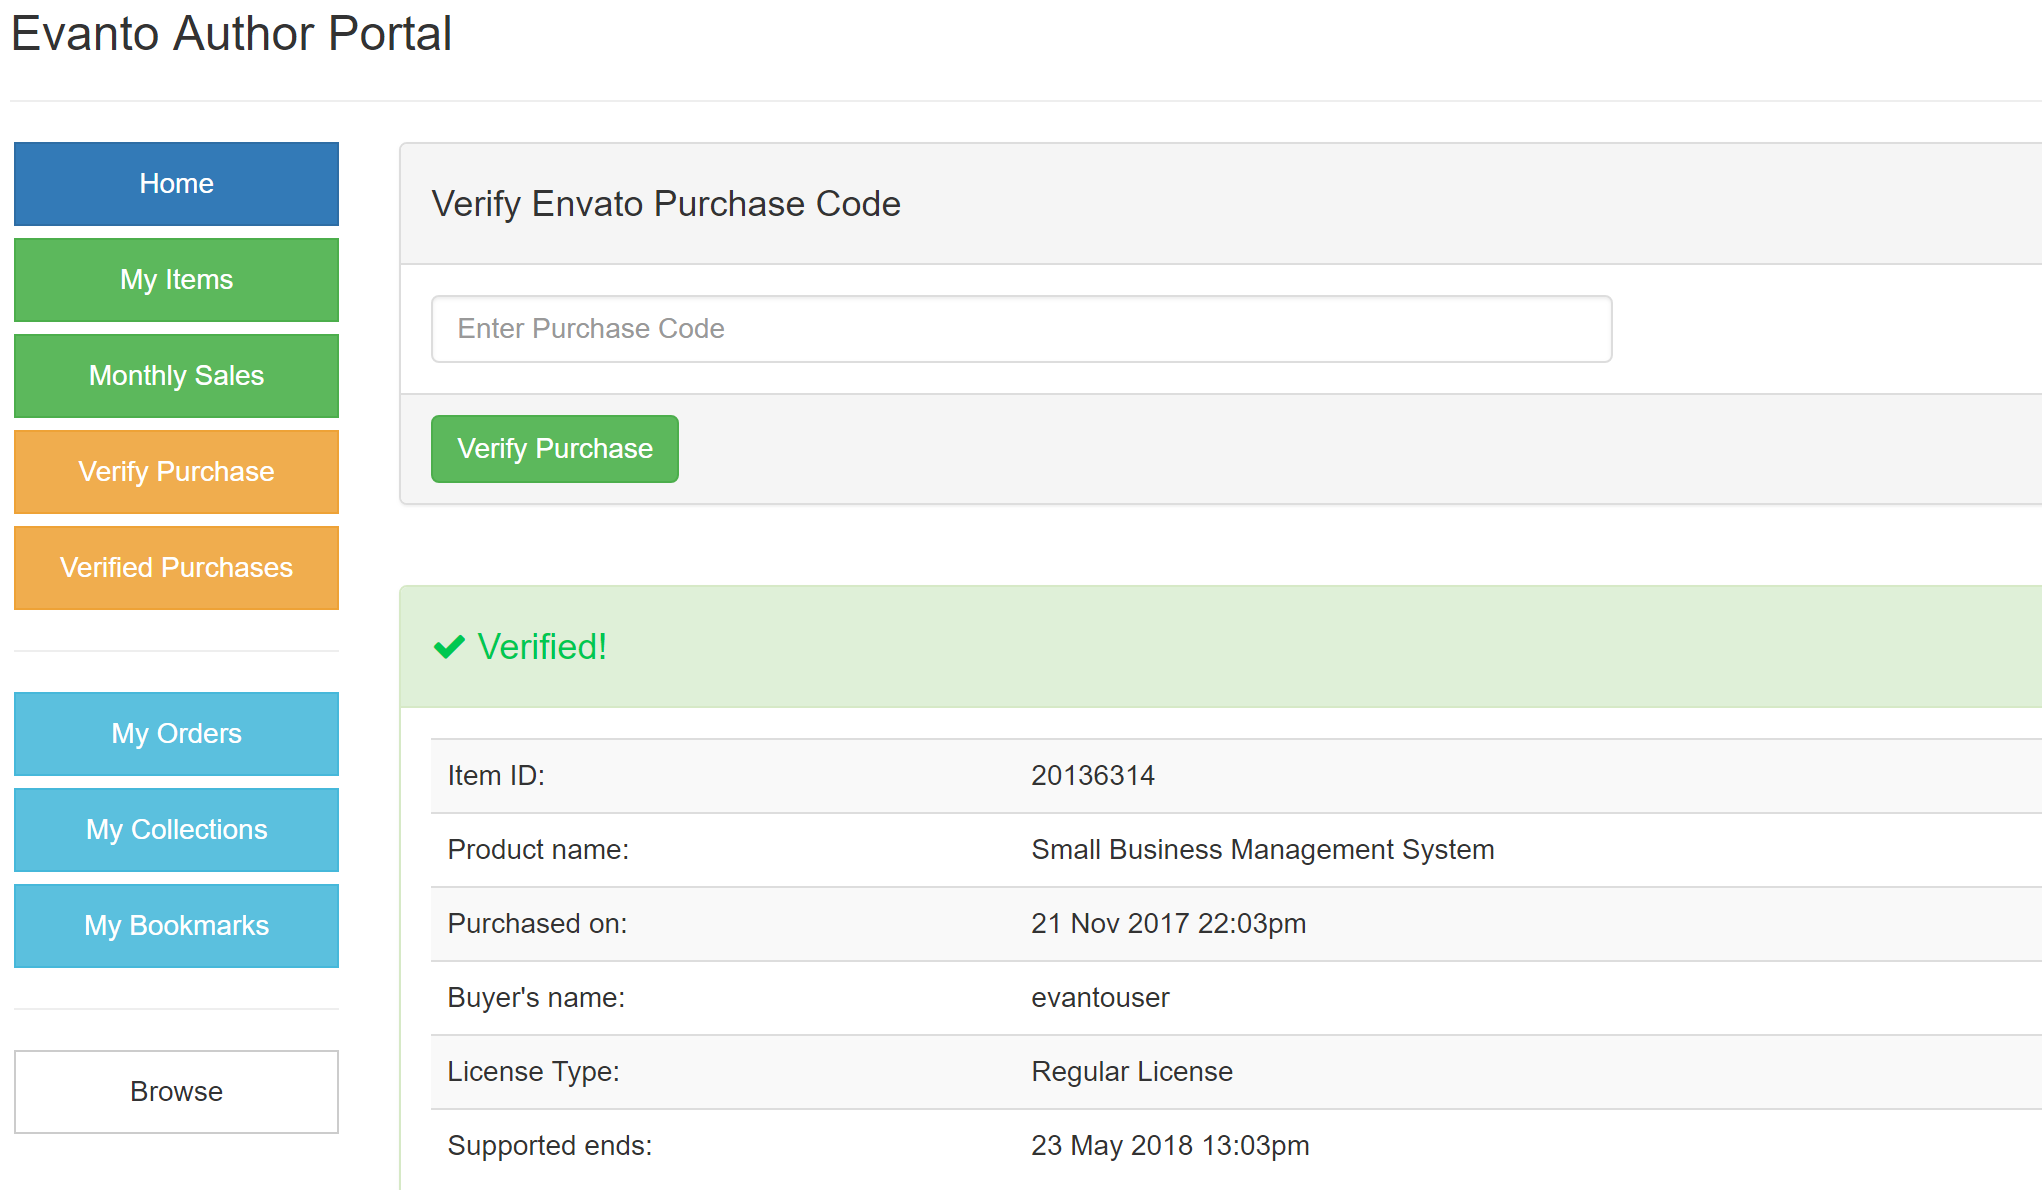 Evanto Author Portal
Home
My Items
Monthly Sales
Verify Purchase
Verified Purchases
My Orders
My Collections
My Bookmarks
Browse
Verify Envato Purchase Code
Enter Purchase Code
Verify Purchase
Verified!
Item ID: 20136314
Product name: Small Business Management System
Purchased on: 21 Nov 2017 22:03pm
Buyer's name: evantouser
License Type: Regular License
Supported ends: 23 May 2018 13:03pm